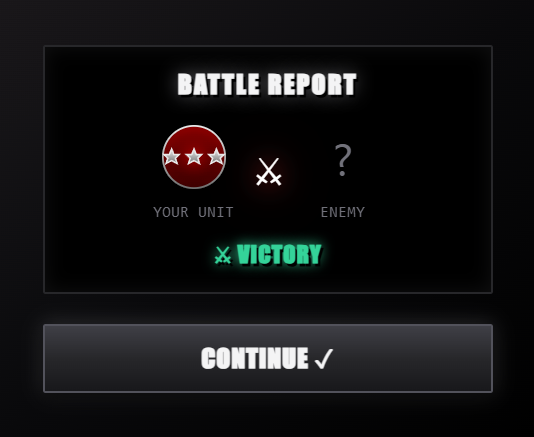 BATTLE REPORT
?
YOUR UNIT
ENEMY
⚔ VICTORY
CONTINUE ✓